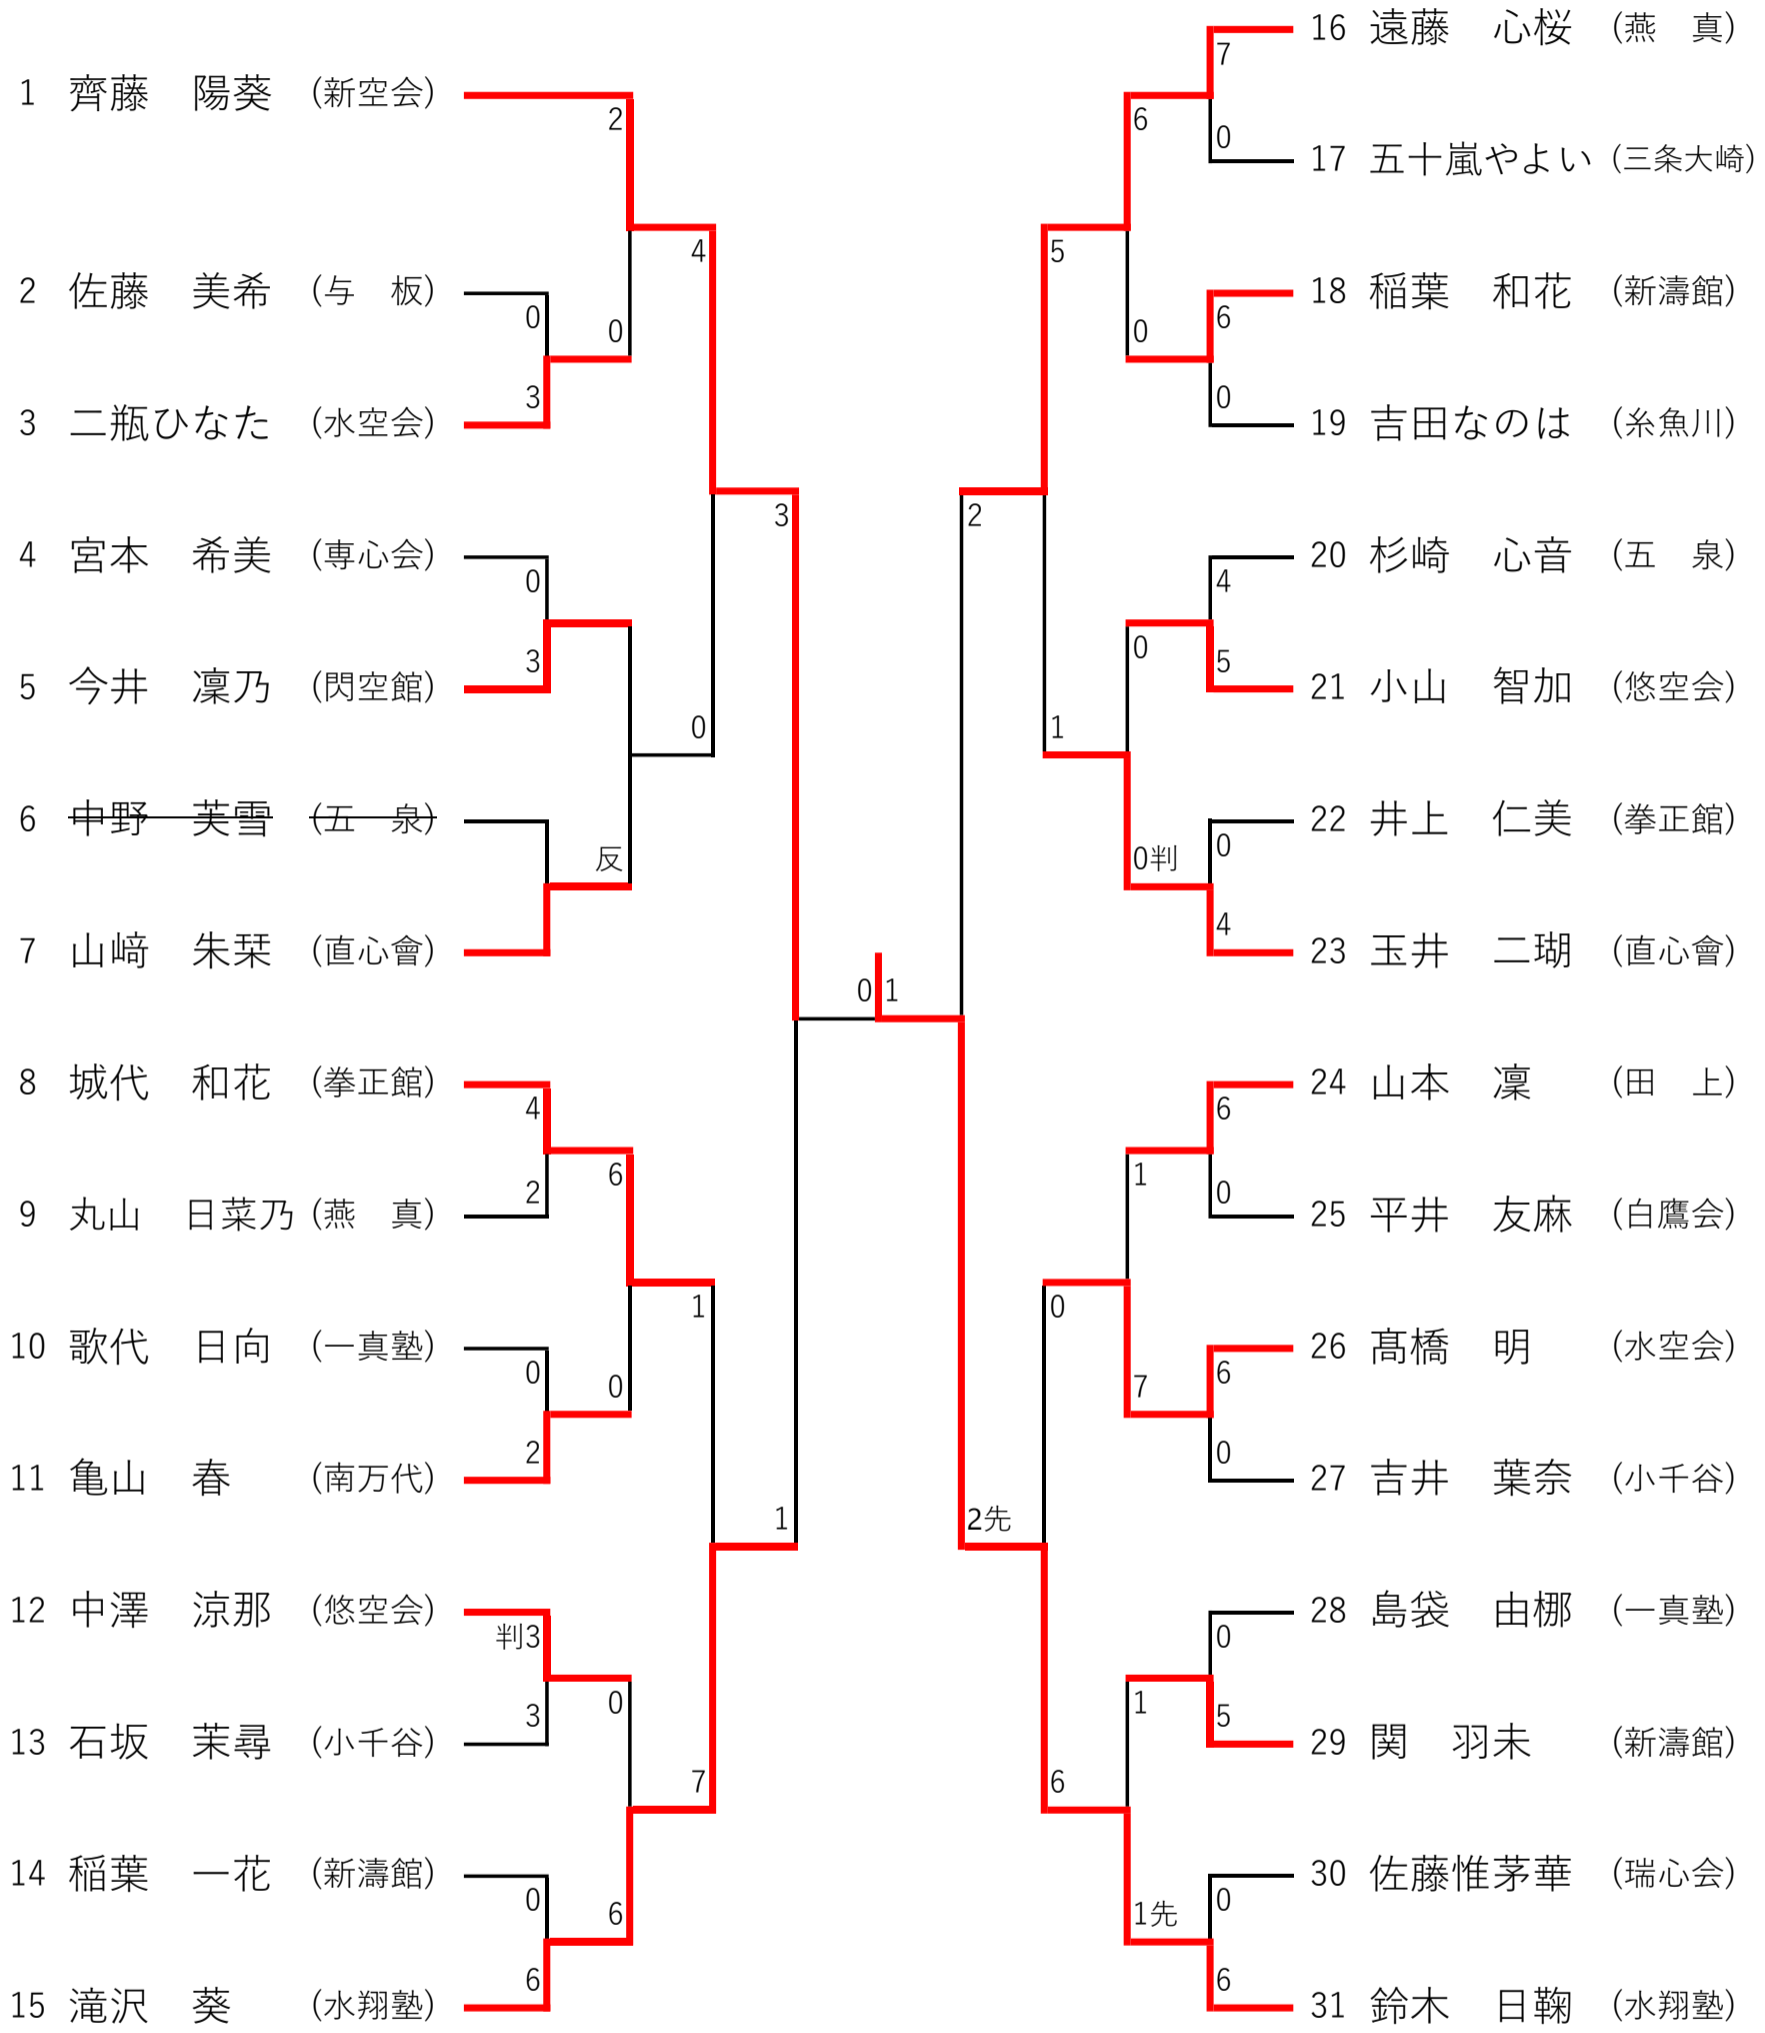 1 齊藤　陽葵 (新空会)
2
4
2 佐藤　美希 (与　板)
0
0
3
3 二瓶ひなた (水空会)
3
4 宮本　希美 (専心会)
0
3
5 今井　凜乃 (閃空館)
0
6 中野　芙雪 (五　泉)
反
7 山﨑　朱栞 (直心會)
0
8 城代　和花 (拳正館)
4
6
2
9 丸山　日菜乃 (燕　真)
1
10 歌代　日向 (一真塾)
0
0
2
11 亀山　春 (南万代)
1
12 中澤　涼那 (悠空会)
判3
0
3
13 石坂　茉尋 (小千谷)
7
14 稲葉　一花 (新濤館)
0
6
6
15 滝沢　葵 (水翔塾)
16 遠藤　心桜 (燕　真)
7
6
0
17 五十嵐やよい (三条大崎)
5
18 稲葉　和花 (新濤館)
6
0
0
19 吉田なのは (糸魚川)
2
20 杉崎　心音 (五　泉)
4
0
5
21 小山　智加 (悠空会)
1
22 井上　仁美 (拳正館)
0
0判
4
23 玉井　二瑚 (直心會)
1
24 山本　凜 (田　上)
6
1
0
25 平井　友麻 (白鷹会)
0
26 髙橋　明 (水空会)
6
7
0
27 吉井　葉奈 (小千谷)
2先
28 島袋　由梛 (一真塾)
0
1
5
29 関　羽未 (新濤館)
6
30 佐藤惟茅華 (瑞心会)
0
1先
6
31 鈴木　日鞠 (水翔塾)